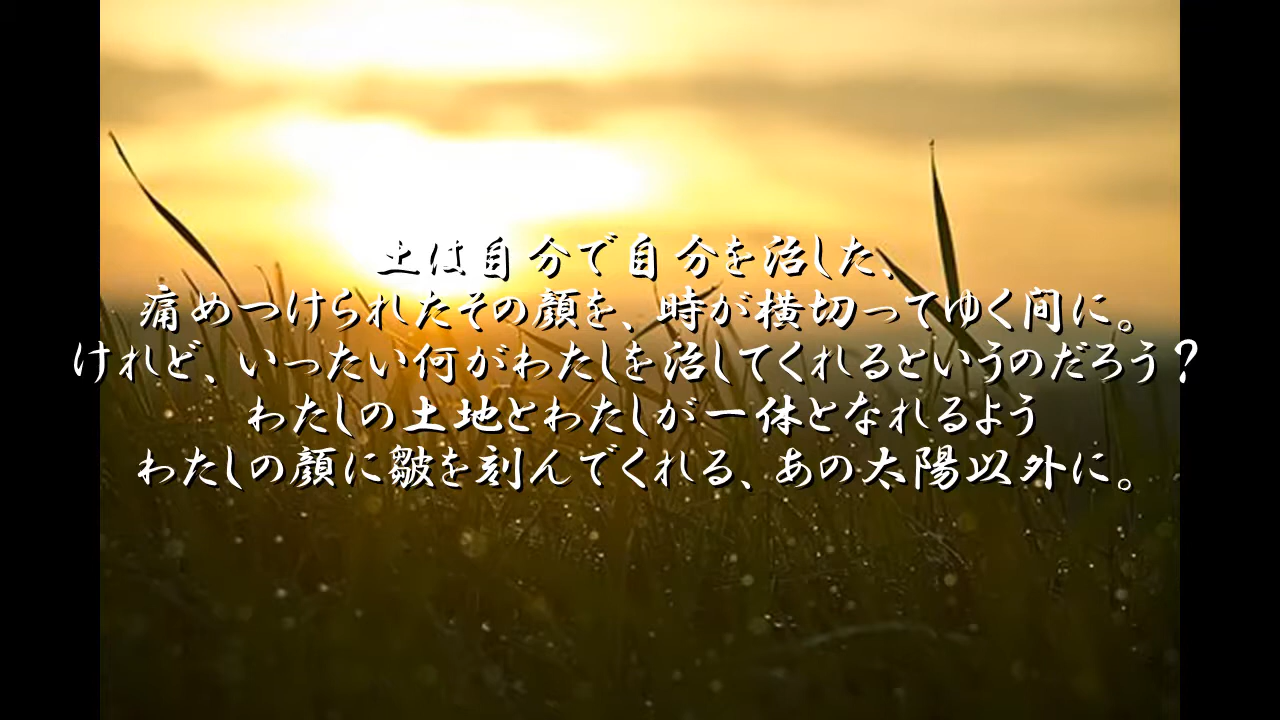 土は自分で自分を治した、
痛めつけられたその顔を、時が横切ってゆく间に。
けれど、いったい何がわたしを治してくれるというのだろう？
わたしの土地とわたしが一体となれるよう
わたしの顔に皺を刻んでくれる、あの太陽以外に。